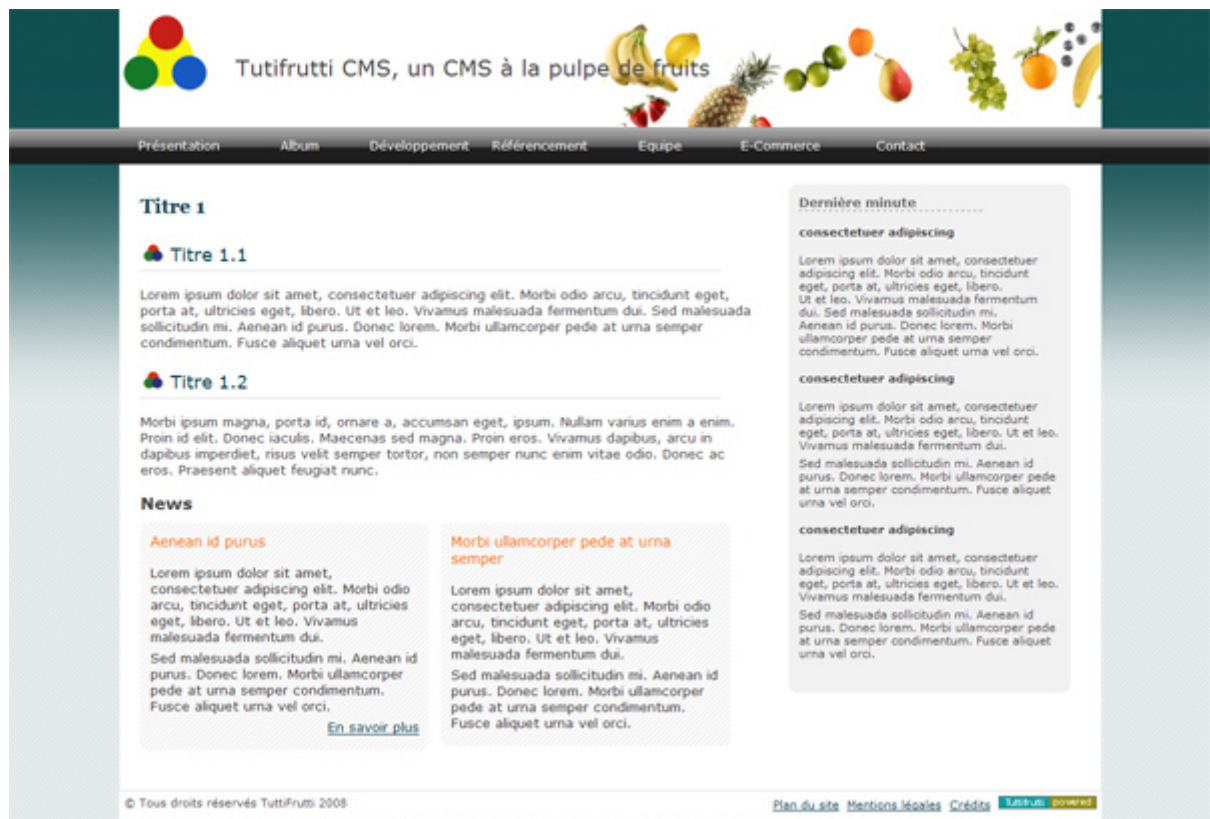 Tutifrutti CMS, un CMS à la pulpe de fruits
Présentation Album Développement Référencement Equipe E-Commerce Contact
Titre 1
Titre 1.1
Lorem ipsum dolor sit amet, consectetuer adipiscing elit. Morbi odio arcu, tincidunt eget,
porta at, ultricies eget, libero. Ut et leo. Vivamus malesuada fermentum dui. Sed malesuada
sollicitudin mi. Aenean id purus. Donec lorem. Morbi ullamcorper pede at urna semper
condimentum. Fusce aliquet urna vel orci.
Titre 1.2
Morbi ipsum magna, porta id, ornare a, accumsan eget, ipsum. Nullam varius enim a enim.
Proin id elit. Donec iaculis. Maecenas sed magna. Proin eros. Vivamus dapibus, arcu in
dapibus imperdiet, risus velit semper tortor, non semper nunc enim vitae odio. Donec ac
eros. Praesent aliquet feugiat nunc.
News
Aenean id purus
Lorem ipsum dolor sit amet,
consectetuer adipiscing elit. Morbi odio
arcu, tincidunt eget, porta at, ultricies
eget, libero. Ut et leo. Vivamus
malesuada fermentum dui.
Sed malesuada sollicitudin mi. Aenean id
purus. Donec lorem. Morbi ullamcorper
pede at urna semper condimentum.
Fusce aliquet urna vel orci.
En savoir plus
Morbi ullamcorper pede at urna
semper
Lorem ipsum dolor sit amet,
consectetuer adipiscing elit. Morbi odio
arcu, tincidunt eget, porta at, ultricies
eget, libero. Ut et leo. Vivamus
malesuada fermentum dui.
Sed malesuada sollicitudin mi. Aenean id
purus. Donec lorem. Morbi ullamcorper
pede at urna semper condimentum.
Fusce aliquet urna vel orci.
Dernière minute
consectetuer adipiscing
Lorem ipsum dolor sit amet, consectetuer
adipiscing elit. Morbi odio arcu, tincidunt
eget, porta at, ultricies eget, libero.
Ut et leo. Vivamus malesuada fermentum
dui. Sed malesuada sollicitudin mi.
Aenean id purus. Donec lorem. Morbi
ullamcorper pede at urna semper
condimentum. Fusce aliquet urna vel orci.
consectetuer adipiscing
Lorem ipsum dolor sit amet, consectetuer
adipiscing elit. Morbi odio arcu, tincidunt
eget, porta at, ultricies eget, libero. Ut et leo.
Vivamus malesuada fermentum dui.
Sed malesuada sollicitudin mi. Aenean id
purus. Donec lorem. Morbi ullamcorper pede
at urna semper condimentum. Fusce aliquet
urna vel orci.
consectetuer adipiscing
Lorem ipsum dolor sit amet, consectetuer
adipiscing elit. Morbi odio arcu, tincidunt
eget, porta at, ultricies eget, libero. Ut et leo.
Vivamus malesuada fermentum dui.
Sed malesuada sollicitudin mi. Aenean id
purus. Donec lorem. Morbi ullamcorper pede
at urna semper condimentum. Fusce aliquet
urna vel orci.
© Tous droits réservés TuttiFrutti 2008
Plan du site Mentions légales Crédits Tuttifrutti powered